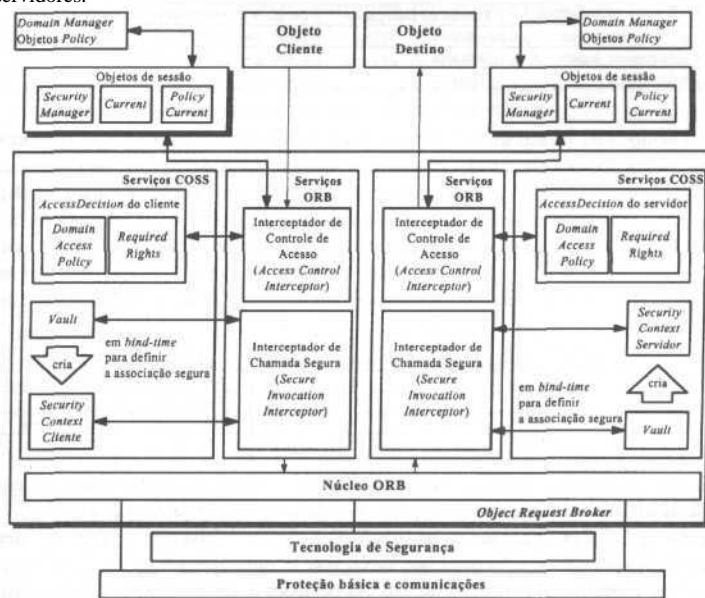 ervidores.
Domain Manager
Objetos Policy
Objeto
Cliente
Objeto
Destino
Domain Manager
Objetos Policy
Objetos de sessão
Security
Manager
Current
Policy
Current
Objetos de sessão
Security
Manager
Current
Policy
Current
Serviços COSS
AccessDecision do cliente
Domain
Access
Policy
Required
Rights
Vault
cria
em bind-time
para definir
a associação segura
Security
Context
Cliente
Serviços
ORB
Interceptador de
Controle de
Acesso
(Access Control
Interceptor)
Interceptador de
Chamada Segura
(Secure
Invocation
Interceptor)
Serviços
ORB
Interceptador de
Controle de
Acesso
(Access Control
Interceptor)
Interceptador de
Chamada Segura
(Secure
Invocation
Interceptor)
Serviços COSS
AccessDecision do servidor
Domain
Access
Policy
Required
Rights
Security
Context
Servidor
cria
em bind-time
para definir
a associação segura
Vault
Núcleo ORB
Object Request Broker
Tecnologia de Segurança
Proteção básica e comunicações